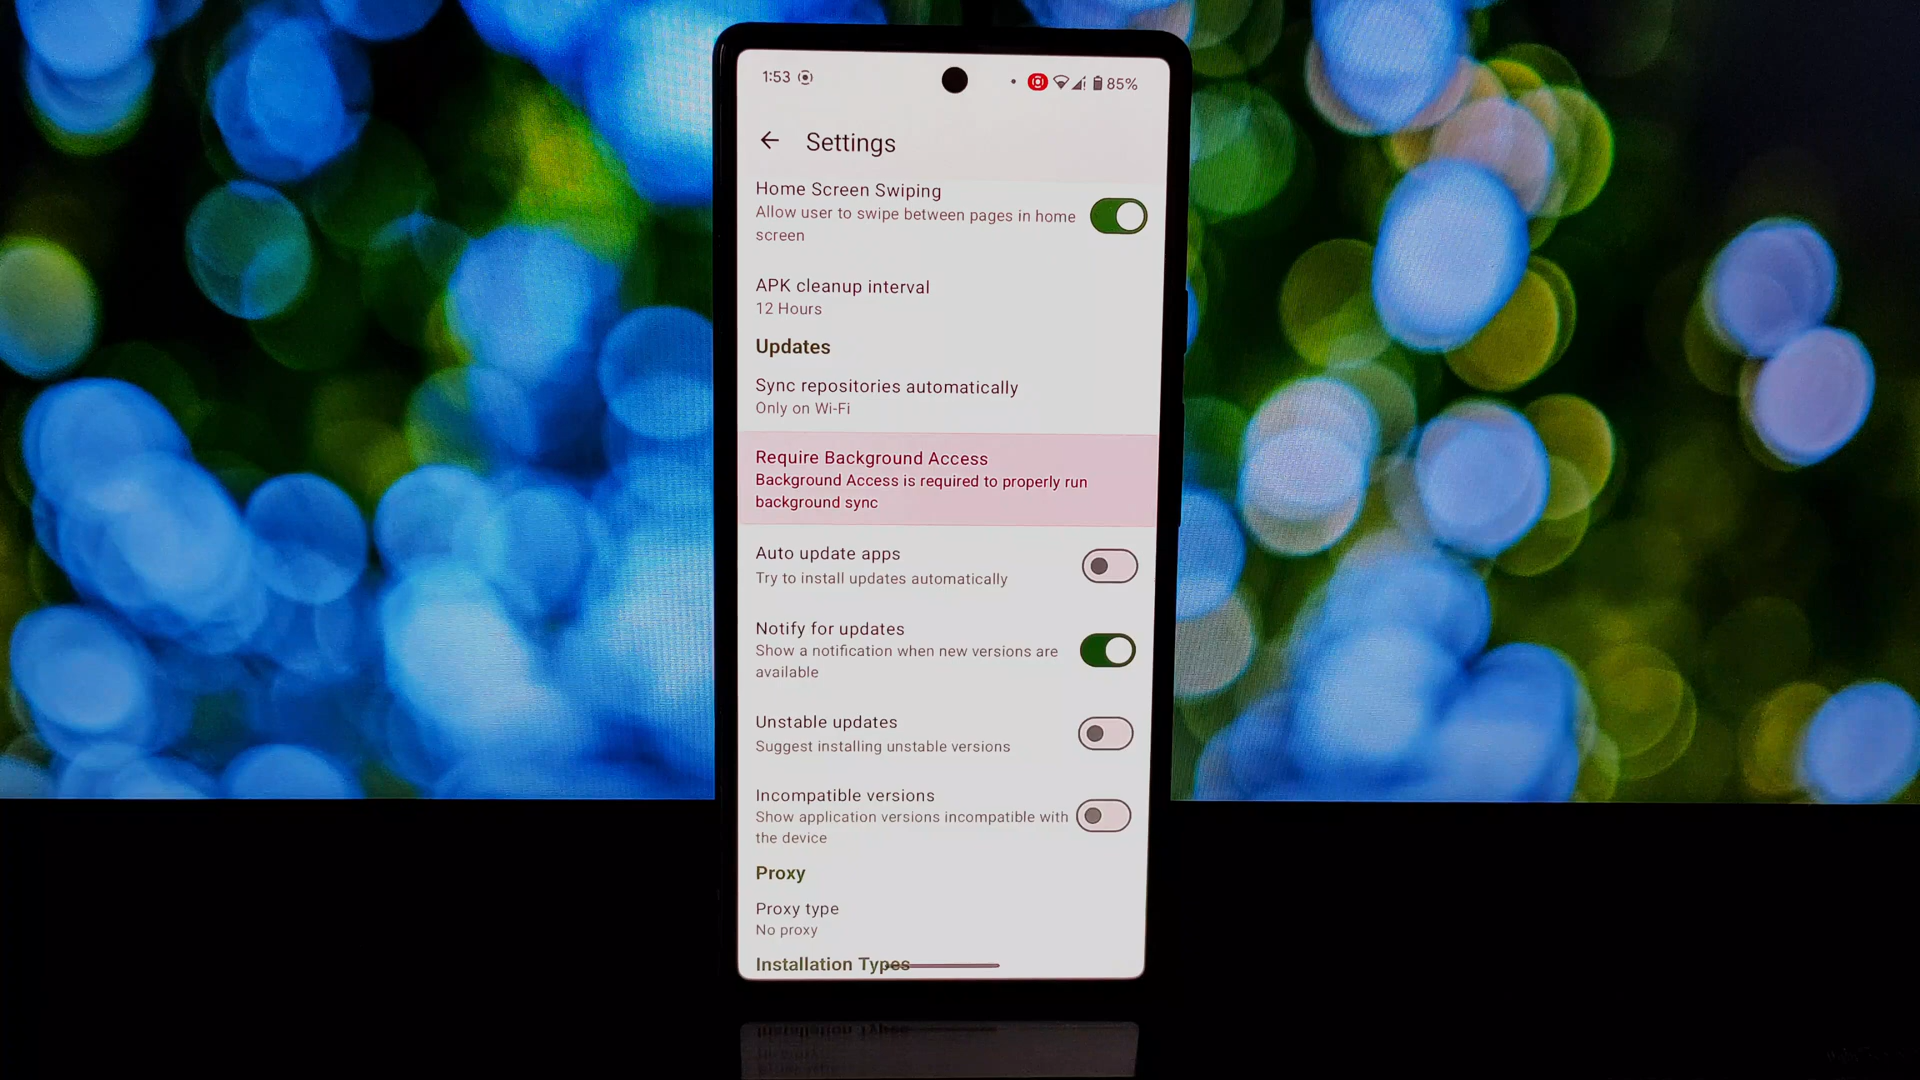 1:53
85%
Settings
Home Screen Swiping
Allow user to swipe between pages in home
screen
APK cleanup interval
12 Hours
Updates
Sync repositories automatically
Only on Wi-Fi
Require Background Access
Background Access is required to properly run
background sync
Auto update apps
Try to install updates automatically
Notify for updates
Show a notification when new versions are
available
Unstable updates
Suggest installing unstable versions
Incompatible versions
Show application versions incompatible with
the device
Proxy
Proxy type
No proxy
Installation Types